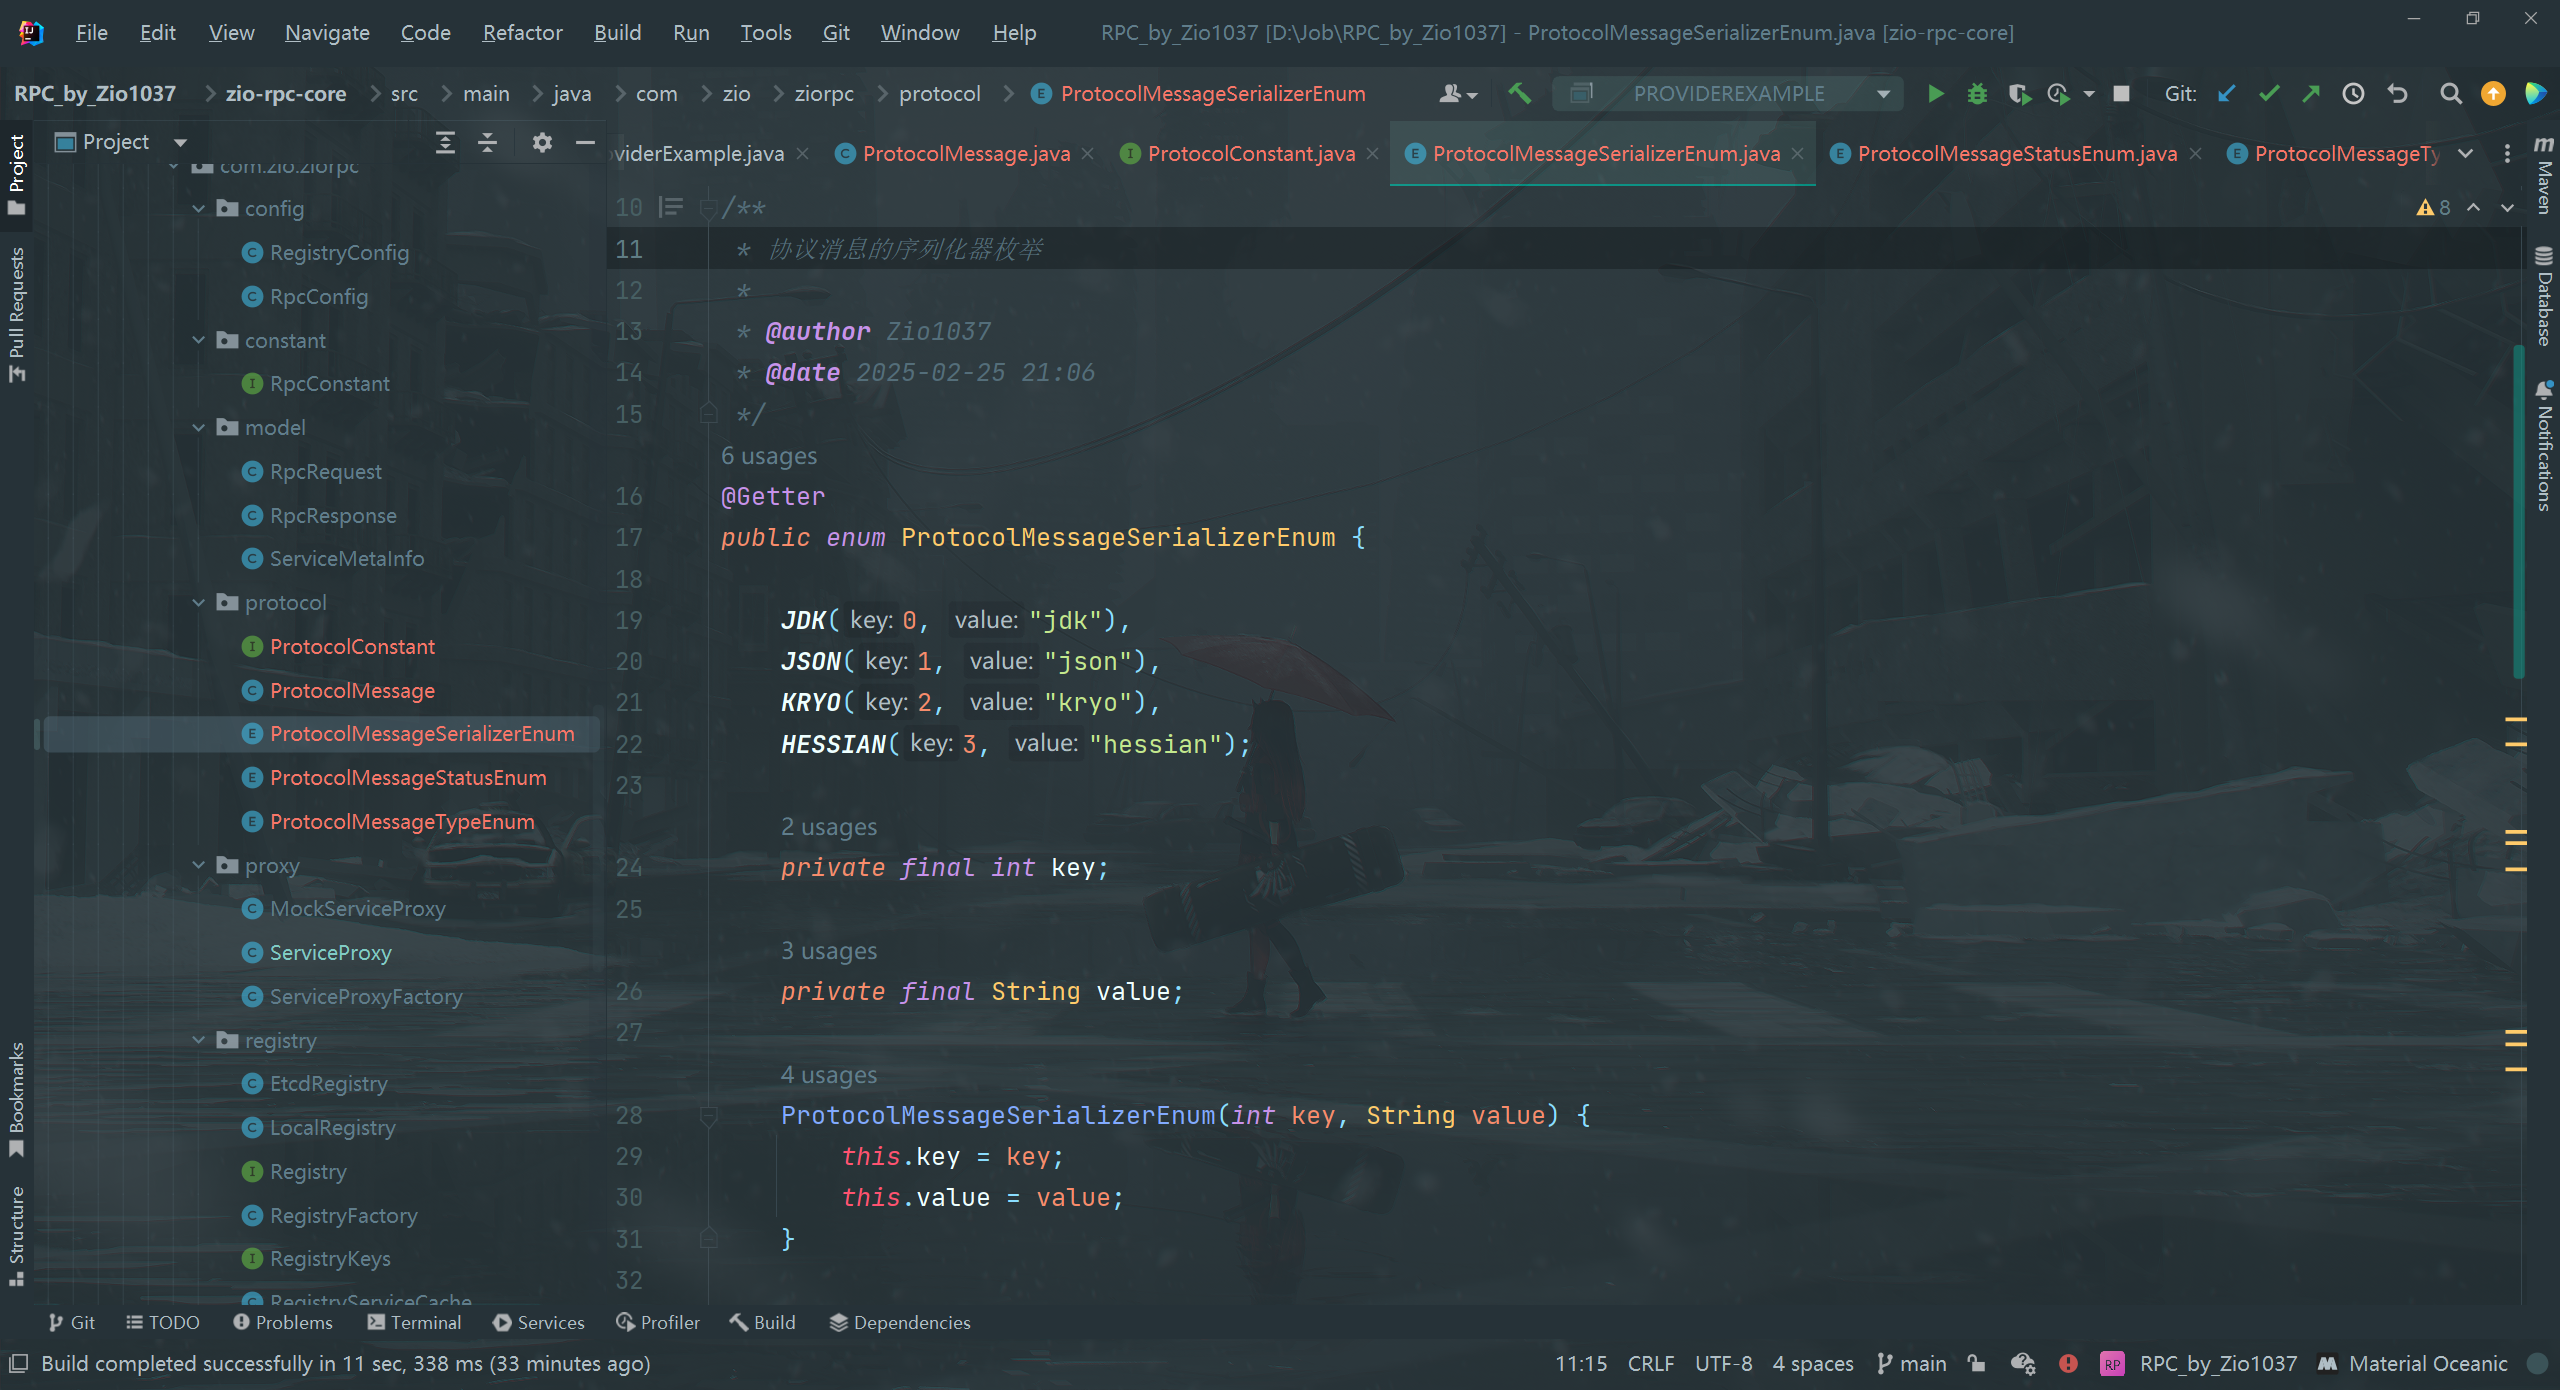 File Edit View Navigate Code Refactor Build Run Tools Git Window Help RPC_by_Zio1037 [D:\Job\RPC_by_Zio1037] - ProtocolMessageSerializerEnum.java [zio-rpc-core]
RPC_by_Zio1037 zio-rpc-core src main java com zio ziorpc protocol ProtocolMessageSerializerEnum PROVIDEREXAMPLE Git:
Project
viderExample.java ProtocolMessage.java ProtocolConstant.java ProtocolMessageSerializerEnum.java ProtocolMessageStatusEnum.java ProtocolMessageTy
Project
Pull Requests
Bookmarks
Structure
com.zio.ziorpc
config
RegistryConfig
RpcConfig
constant
RpcConstant
model
RpcRequest
RpcResponse
ServiceMetaInfo
protocol
ProtocolConstant
ProtocolMessage
ProtocolMessageSerializerEnum
ProtocolMessageStatusEnum
ProtocolMessageTypeEnum
proxy
MockServiceProxy
ServiceProxy
ServiceProxyFactory
registry
EtcdRegistry
LocalRegistry
Registry
RegistryFactory
RegistryKeys
RegistryServiceCache
8
10 /**
11 * 协议消息的序列化器枚举
12 *
13 * @author Zio1037
14 * @date 2025-02-25 21:06
15 */
6 usages
16 @Getter
17 public enum ProtocolMessageSerializerEnum {
18
19 JDK( key: 0, value: "jdk"),
20 JSON( key: 1, value: "json"),
21 KRYO( key: 2, value: "kryo"),
22 HESSIAN( key: 3, value: "hessian");
23
2 usages
24 private final int key;
25
3 usages
26 private final String value;
27
4 usages
28 ProtocolMessageSerializerEnum(int key, String value) {
29 this.key = key;
30 this.value = value;
31 }
32
Maven
Database
Notifications
Git TODO Problems Terminal Services Profiler Build Dependencies
Build completed successfully in 11 sec, 338 ms (33 minutes ago) 11:15 CRLF UTF-8 4 spaces main RP RPC_by_Zio1037 Material Oceanic